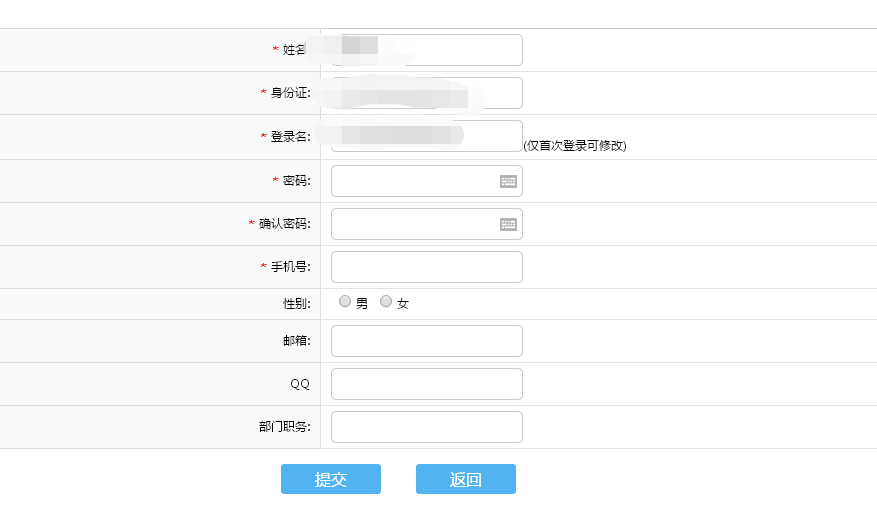 * 姓名
* 身份证:
* 登录名: (仅首次登录可修改)
* 密码:
* 确认密码:
* 手机号:
性别: 男 女
邮箱:
QQ
部门职务:
提交 返回